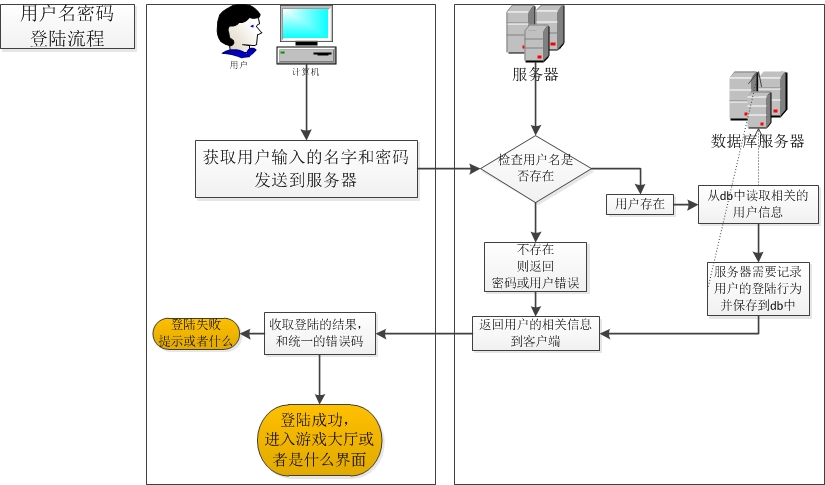 用户名密码
登陆流程
用户
计算机
服务器
数据库服务器
获取用户输入的名字和密码
发送到服务器
检查用户名是
否存在
用户存在
从db中读取相关的
用户信息
不存在
则返回
密码或用户错误
服务器需要记录
用户的登陆行为
并保存到db中
返回用户的相关信息
到客户端
收取登陆的结果，
和统一的错误码
登陆失败
提示或者什么
登陆成功，
进入游戏大厅或
者是什么界面